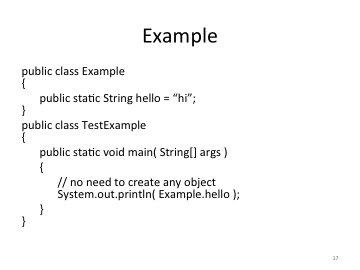 Example
public class Example
{
public static String hello = “hi”;
}
public class TestExample
{
public static void main( String[] args )
{
// no need to create any object
System.out.println( Example.hello );
}
}
17